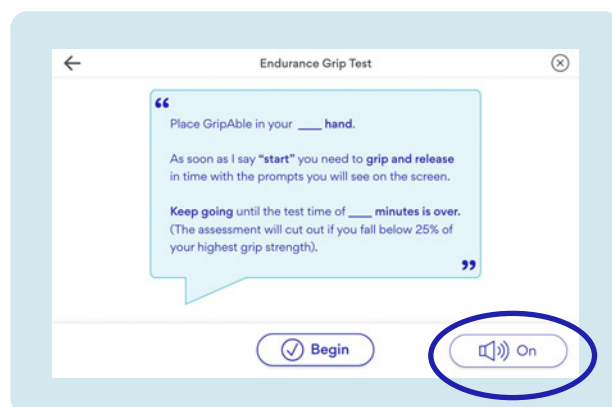 Endurance Grip Test
“
Place GripAble in your ____ hand.
As soon as I say “start” you need to grip and release
in time with the prompts you will see on the screen.
Keep going until the test time of ____ minutes is over.
(The assessment will cut out if you fall below 25% of
your highest grip strength).
”
Begin
On